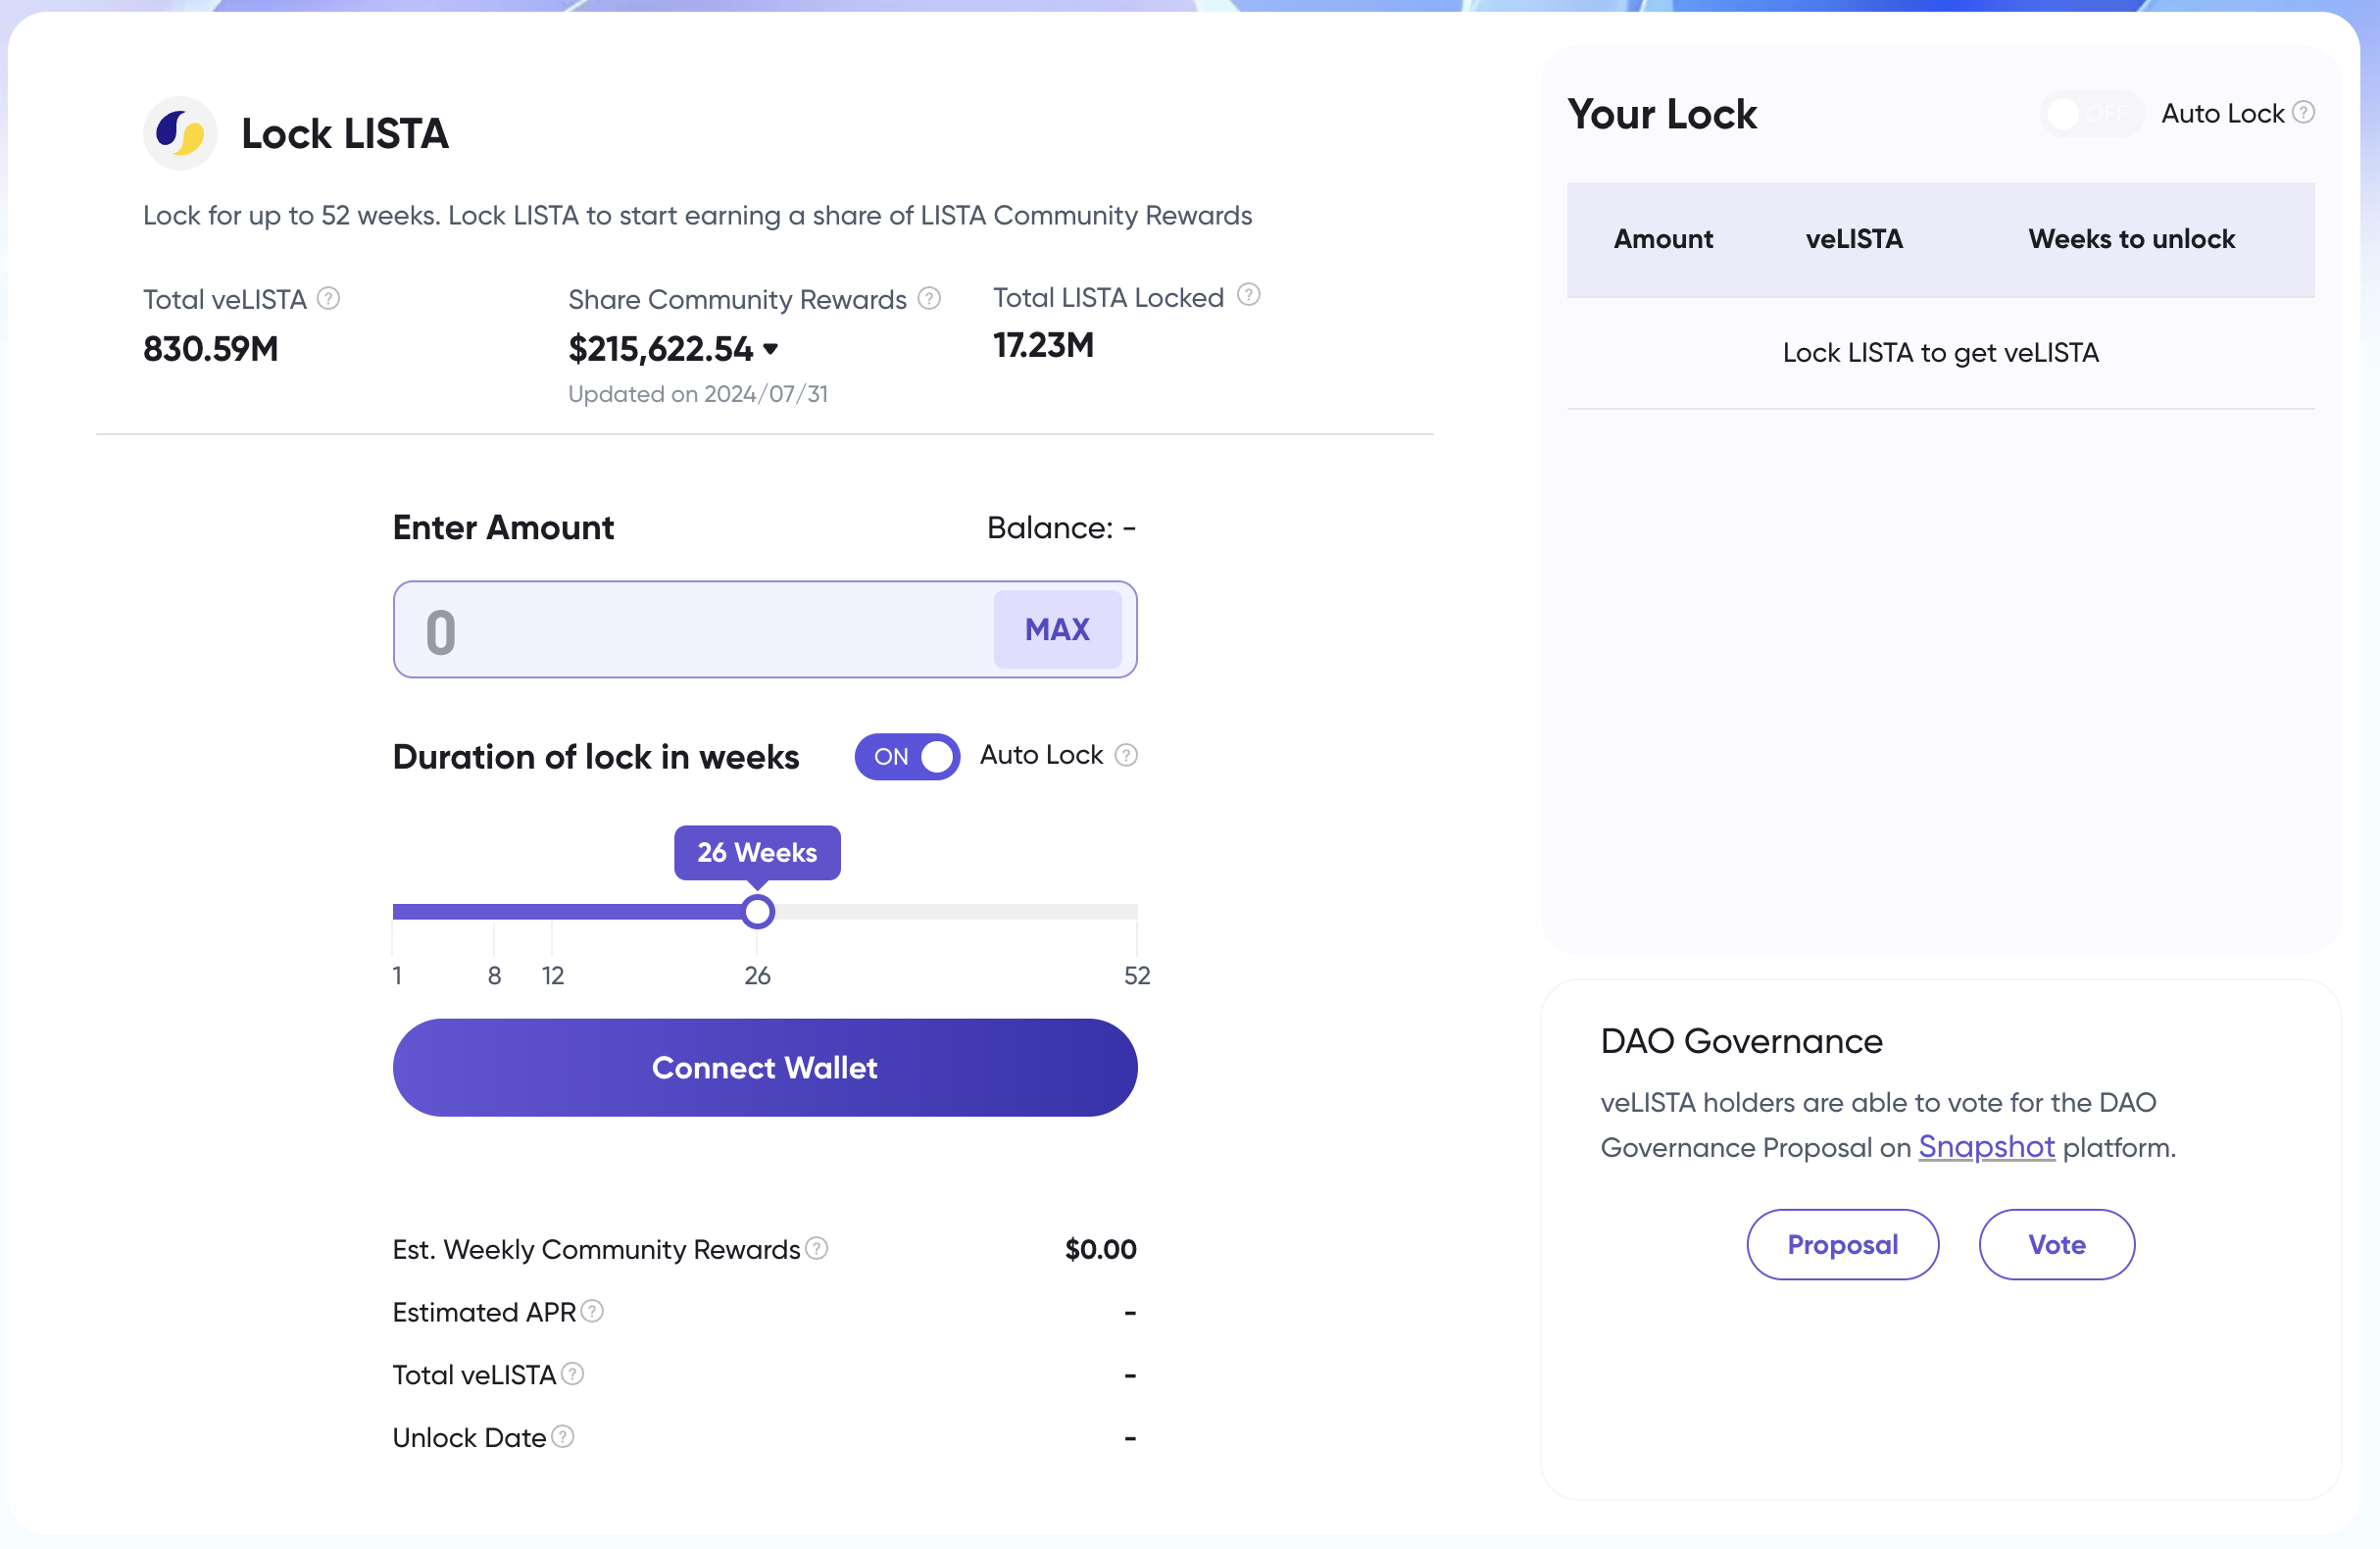 Lock LISTA
Lock for up to 52 weeks. Lock LISTA to start earning a share of LISTA Community Rewards
Total veLISTA
830.59M
Share Community Rewards
$215,622.54
Updated on 2024/07/31
Total LISTA Locked
17.23M
Enter Amount
Balance: -
0
MAX
Duration of lock in weeks
ON
Auto Lock
26 Weeks
1 8 12 26 52
Connect Wallet
Est. Weekly Community Rewards
$0.00
Estimated APR
-
Total veLISTA
-
Unlock Date
-
Your Lock
OFF
Auto Lock
Amount veLISTA Weeks to unlock
Lock LISTA to get veLISTA
DAO Governance
veLISTA holders are able to vote for the DAO
Governance Proposal on Snapshot platform.
Proposal
Vote